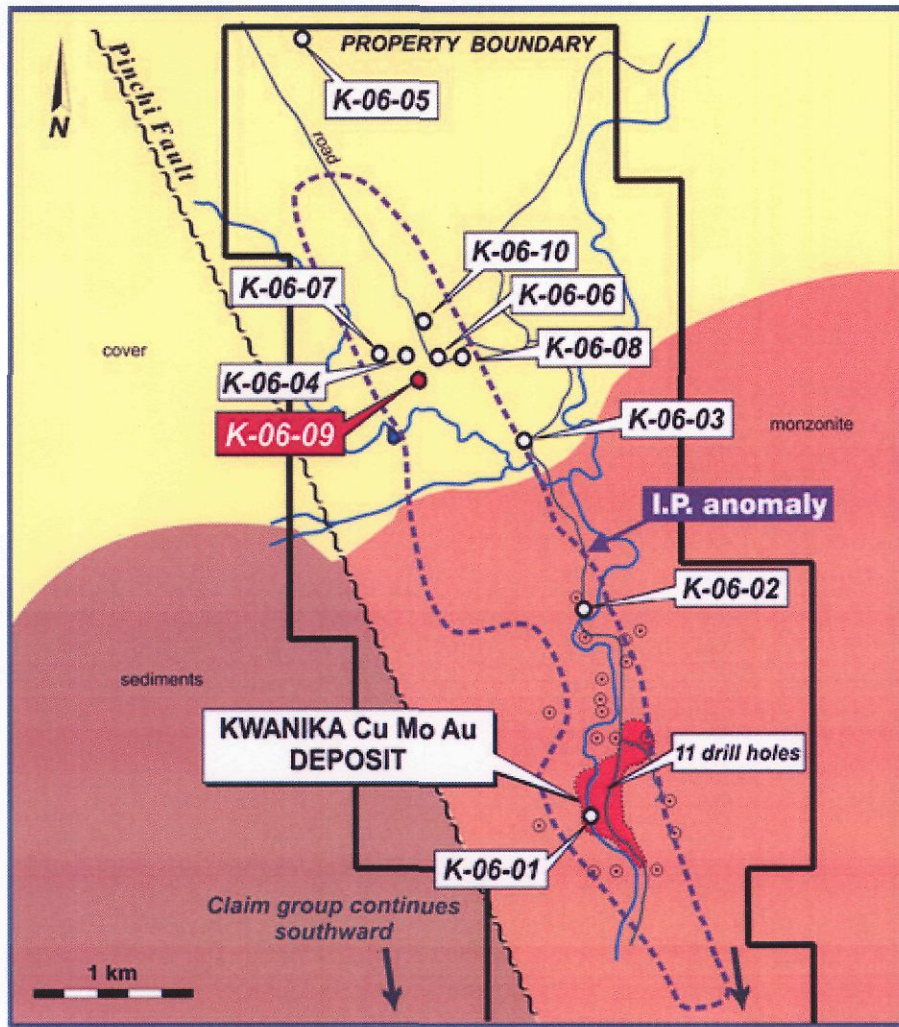 PROPERTY BOUNDARY
K-06-05
N
Pinchi Fault
road
K-06-10
K-06-07
K-06-06
cover
K-06-08
K-06-04
K-06-03
K-06-09
monzonite
I.P. anomaly
K-06-02
sediments
KWANIKA Cu Mo Au
DEPOSIT
11 drill holes
K-06-01
Claim group continues
southward
1 km